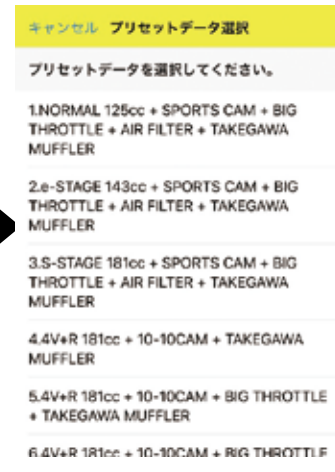 キャンセル プリセットデータ選択
プリセットデータを選択してください。
1.NORMAL 125cc + SPORTS CAM + BIG
THROTTLE + AIR FILTER + TAKEGAWA
MUFFLER
2.e-STAGE 143cc + SPORTS CAM + BIG
THROTTLE + AIR FILTER + TAKEGAWA
MUFFLER
3.S-STAGE 181cc + SPORTS CAM + BIG
THROTTLE + AIR FILTER + TAKEGAWA
MUFFLER
4.4V+R 181cc + 10-10CAM + TAKEGAWA
MUFFLER
5.4V+R 181cc + 10-10CAM + BIG THROTTLE
+ TAKEGAWA MUFFLER
6.4V+R 181cc + 10-10CAM + BIG THROTTLE